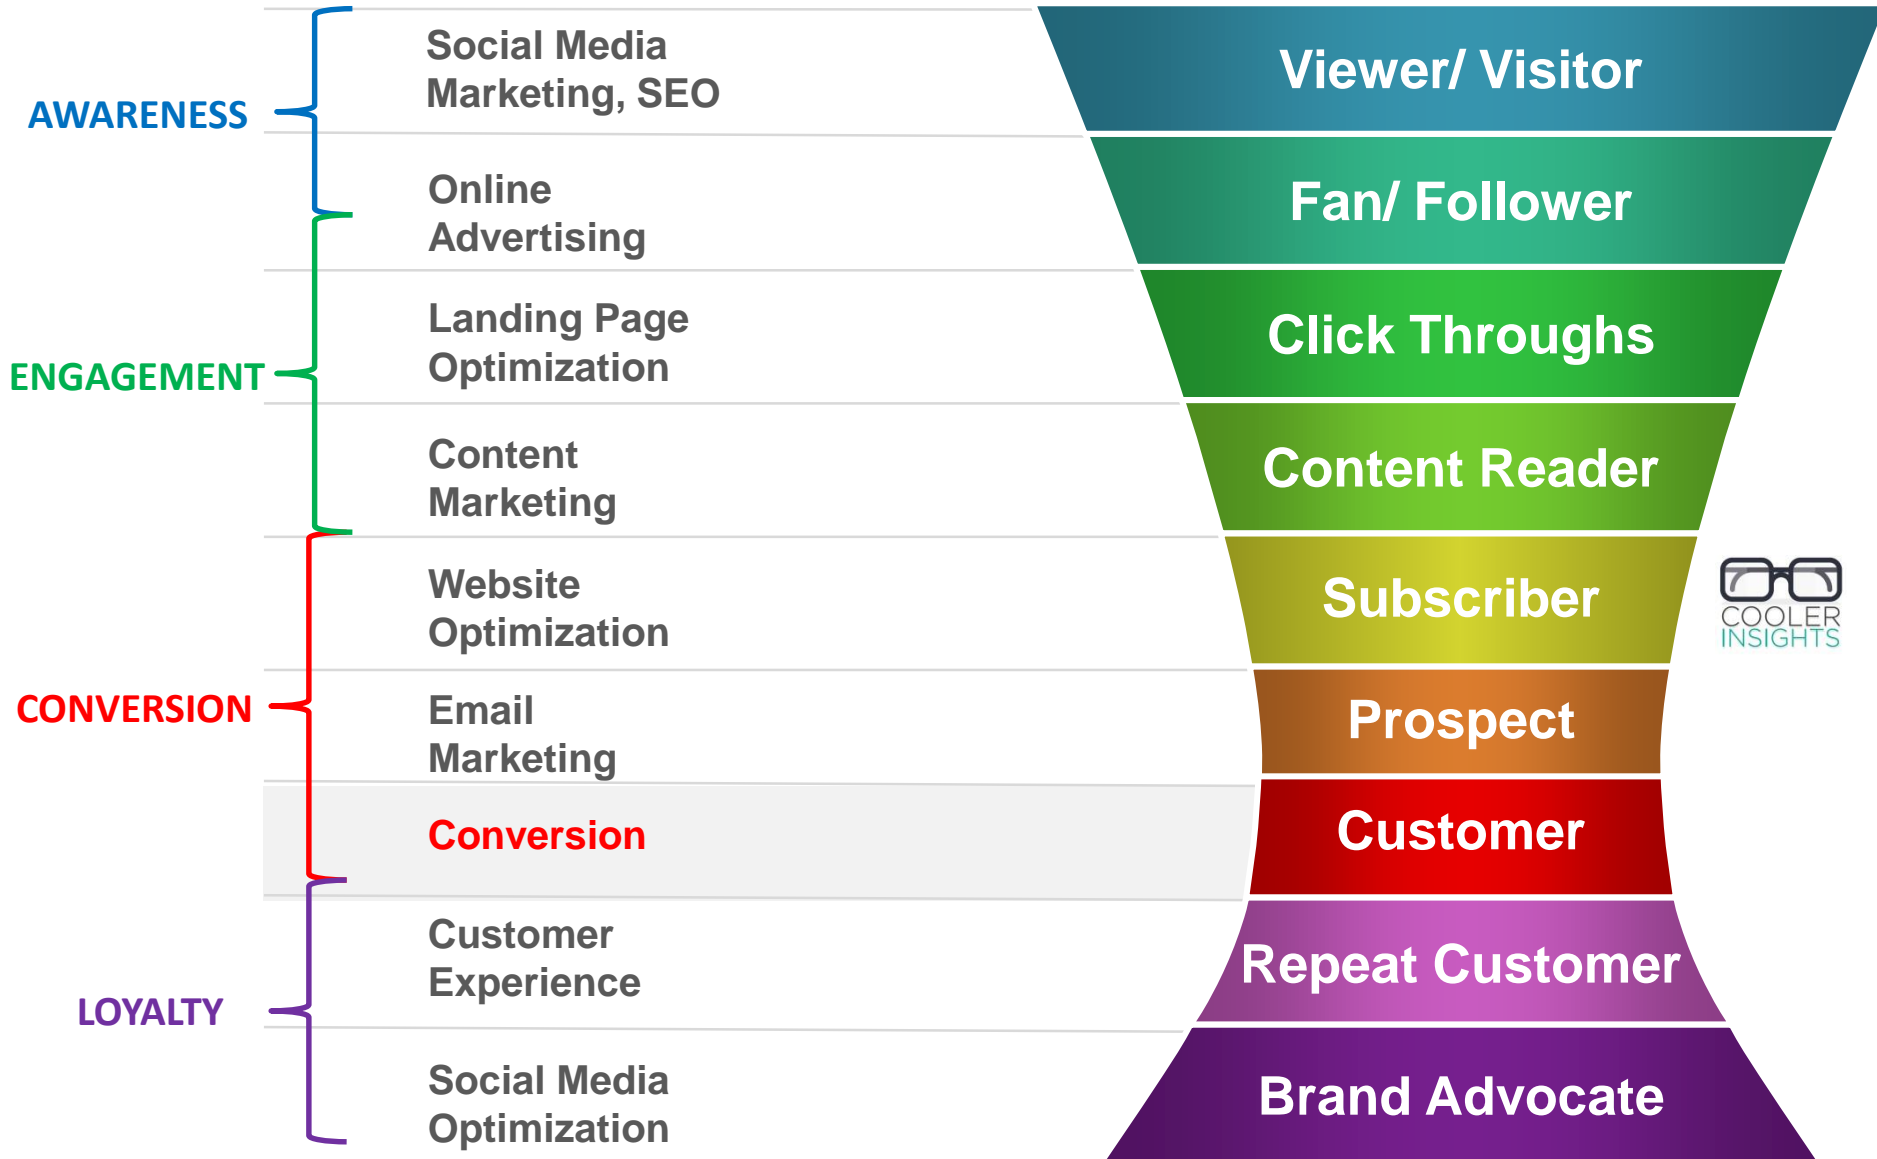 AWARENESS
Social Media
Marketing, SEO
Viewer/ Visitor
Online
Advertising
Fan/ Follower
ENGAGEMENT
Landing Page
Optimization
Click Throughs
Content
Marketing
Content Reader
CONVERSION
Website
Optimization
Subscriber
COOLER
INSIGHTS
Email
Marketing
Prospect
Conversion
Customer
LOYALTY
Customer
Experience
Repeat Customer
Social Media
Optimization
Brand Advocate